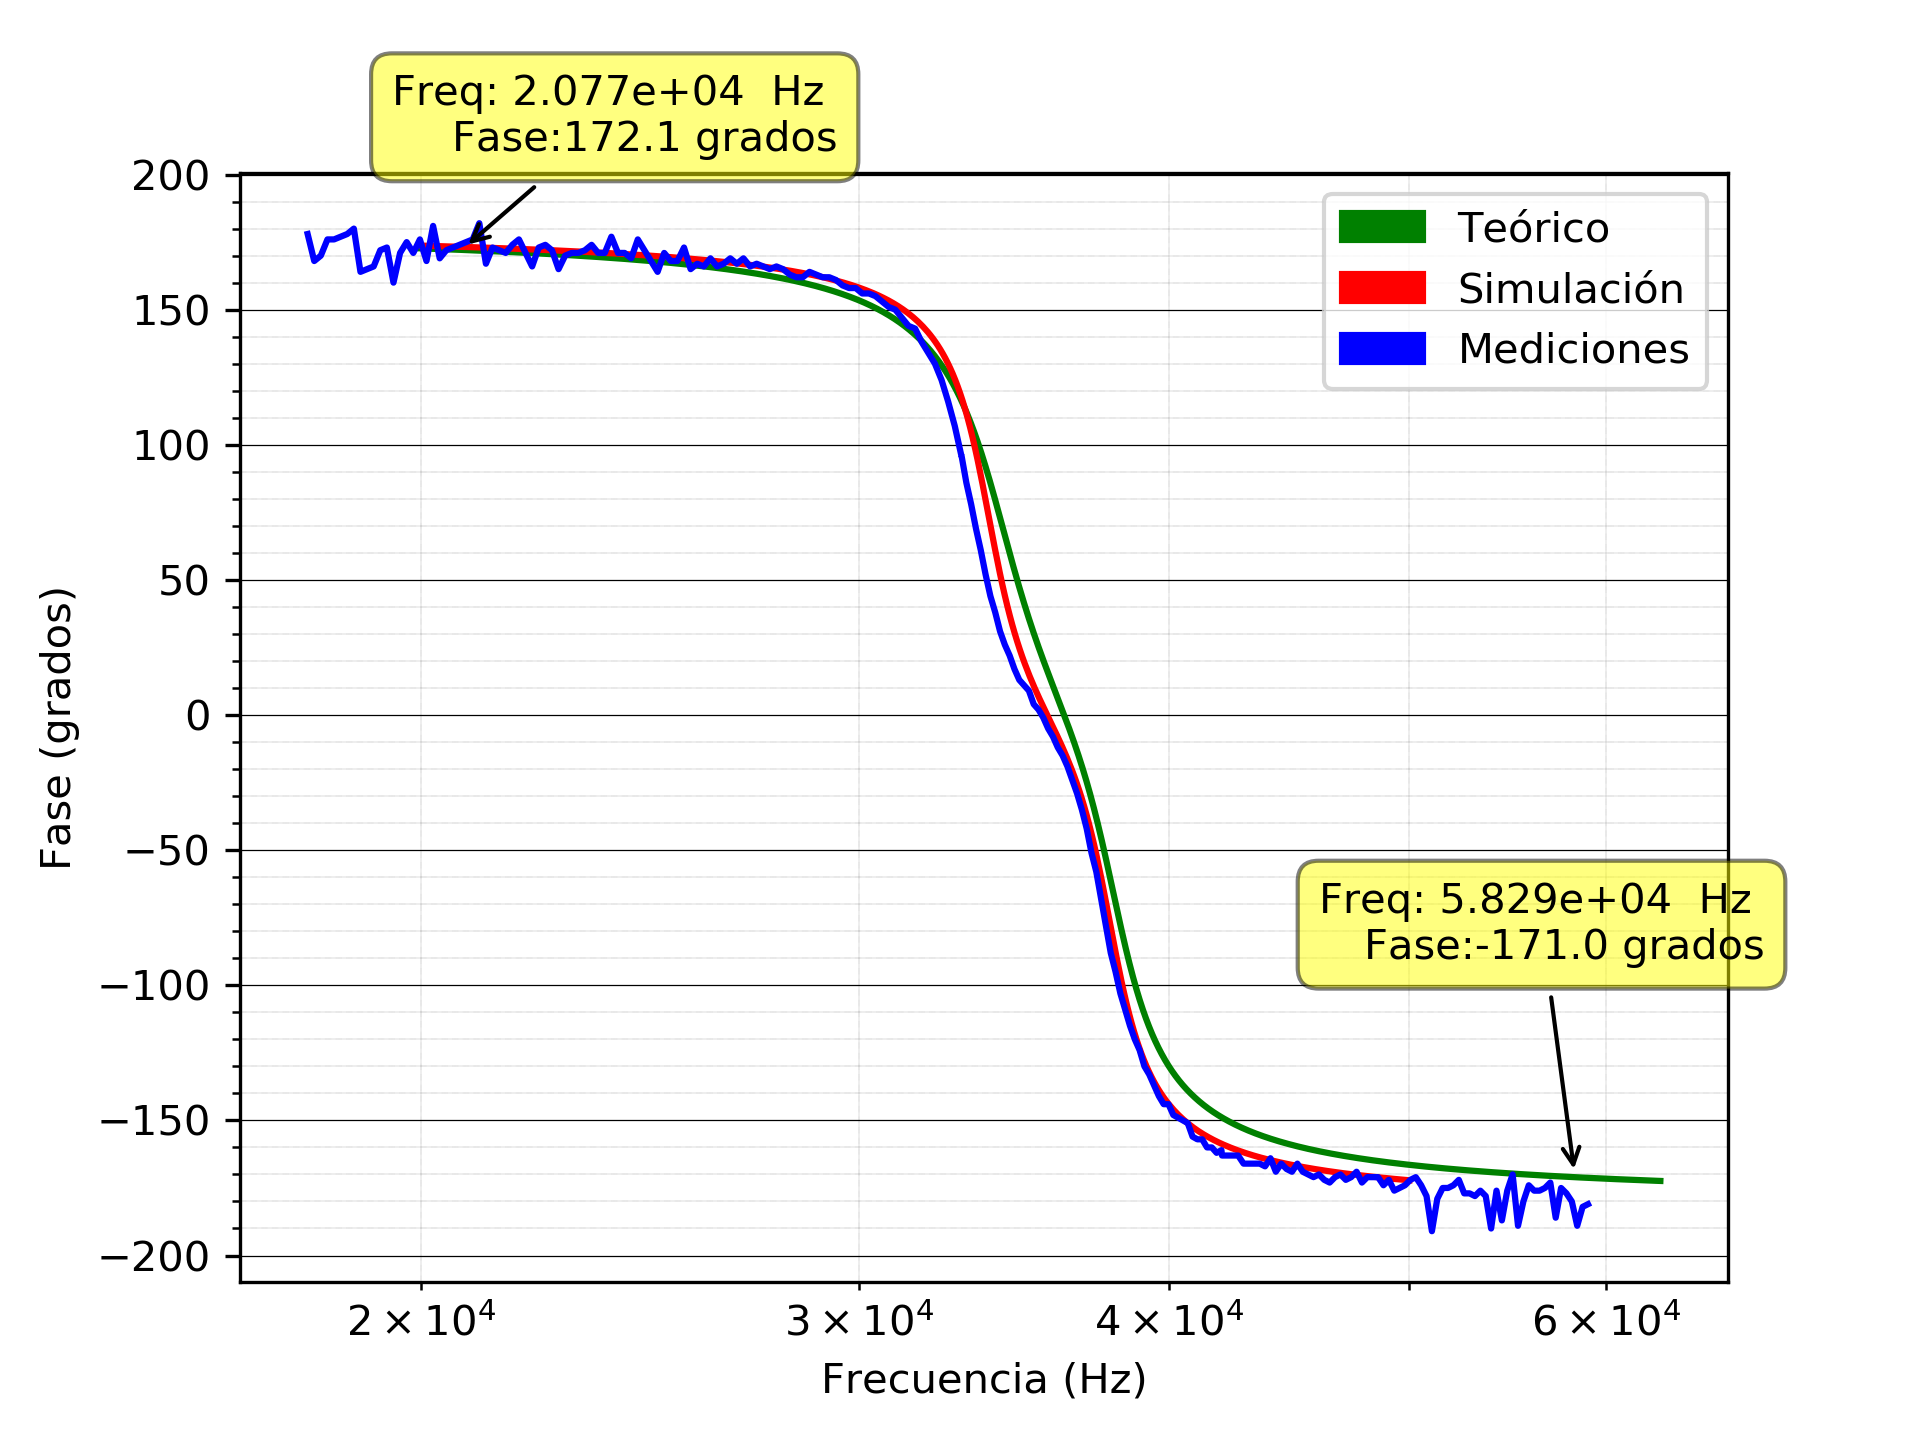 Freq: 2.077e+04 Hz
Fase:172.1 grados
200
150
100
50
0
−50
−100
−150
−200
Fase (grados)
Teórico
Simulación
Mediciones
Freq: 5.829e+04 Hz
Fase:-171.0 grados
2 × 10⁴
3 × 10⁴
4 × 10⁴
6 × 10⁴
Frecuencia (Hz)